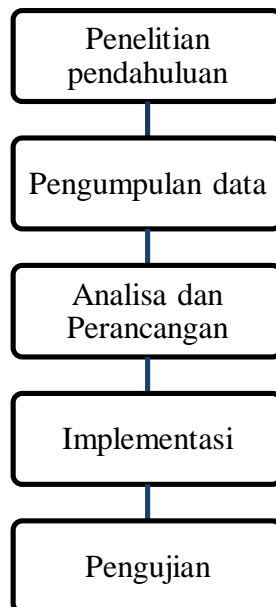 Penelitian
pendahuluan
Pengumpulan data
Analisa dan
Perancangan
Implementasi
Pengujian